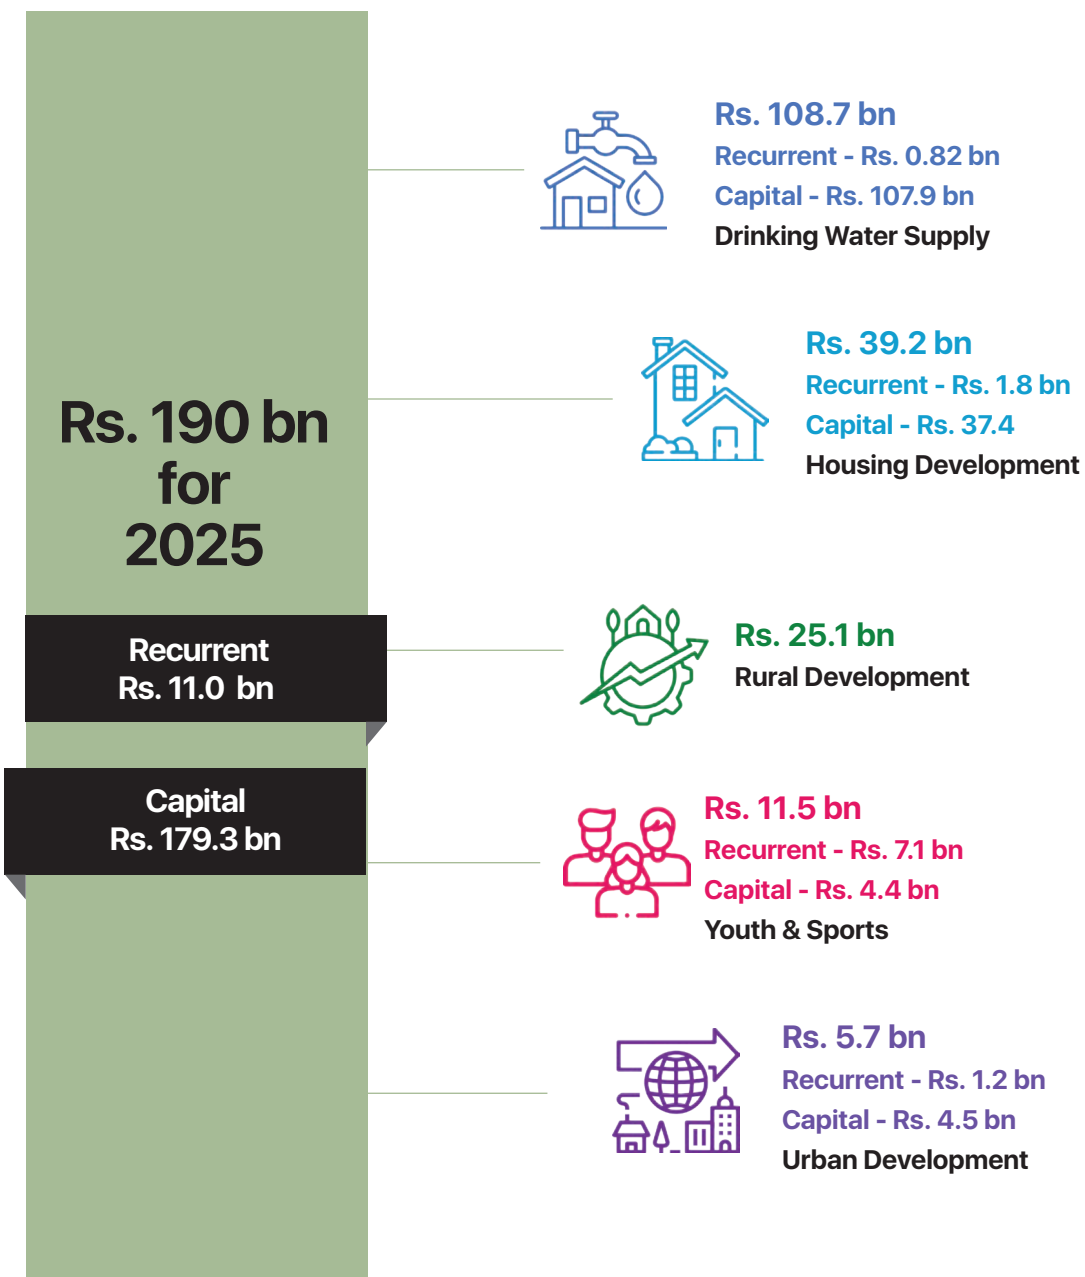 Rs. 190 bn
for
2025
Recurrent
Rs. 11.0 bn
Capital
Rs. 179.3 bn
Rs. 108.7 bn
Recurrent - Rs. 0.82 bn
Capital - Rs. 107.9 bn
Drinking Water Supply
Rs. 39.2 bn
Recurrent - Rs. 1.8 bn
Capital - Rs. 37.4
Housing Development
Rs. 25.1 bn
Rural Development
Rs. 11.5 bn
Recurrent - Rs. 7.1 bn
Capital - Rs. 4.4 bn
Youth & Sports
Rs. 5.7 bn
Recurrent - Rs. 1.2 bn
Capital - Rs. 4.5 bn
Urban Development